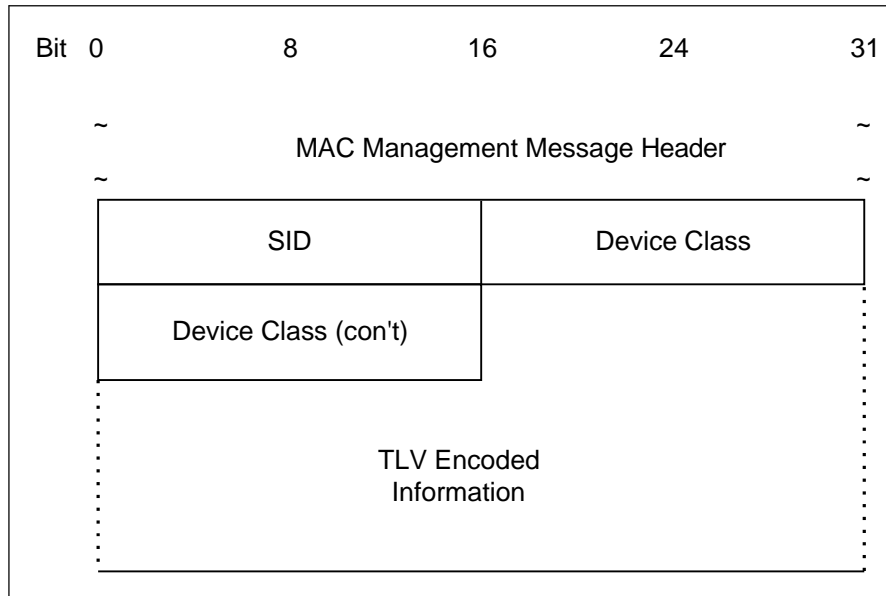 Bit 0 8 16 24 31
~ ~
MAC Management Message Header
~ ~
SID Device Class
Device Class (con't)
TLV Encoded
Information